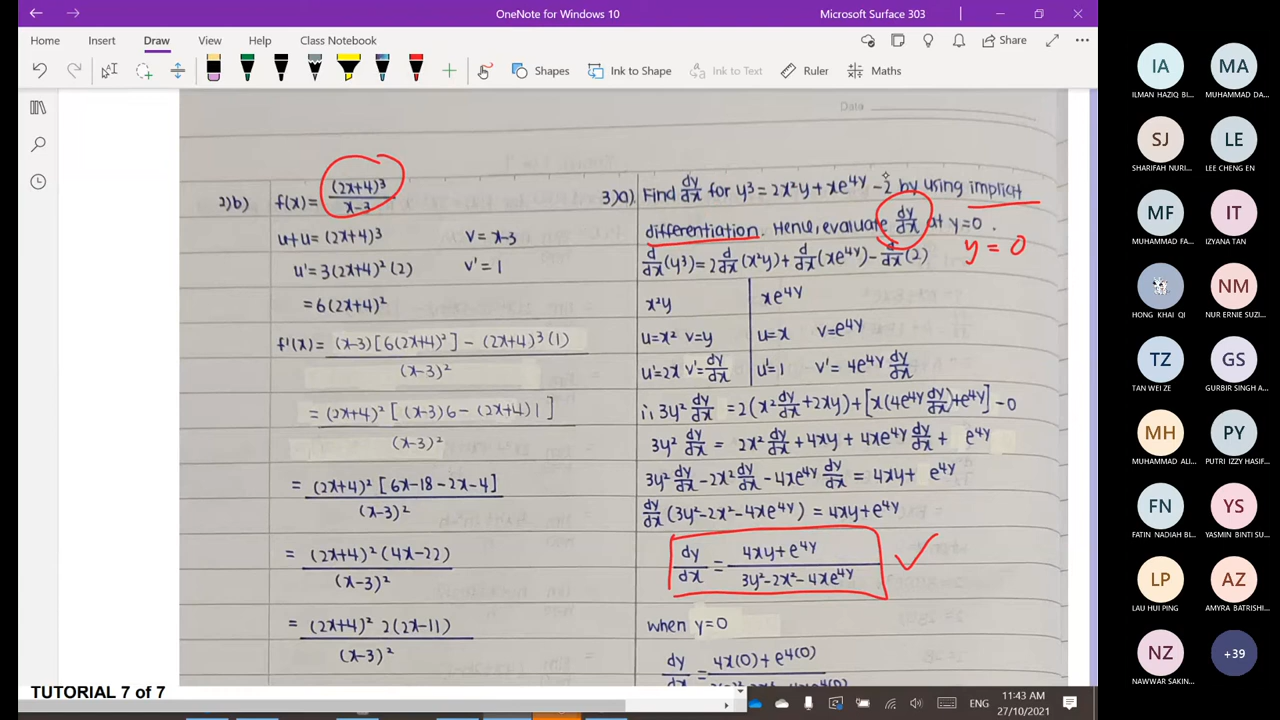 OneNote for Windows 10
Microsoft Surface 303
Home Insert Draw View Help Class Notebook
Share
Shapes Ink to Shape Ink to Text Ruler Maths
Date
2)b) f(x) = (2x+4)³ / x-3
u+u = (2x+4)³ v = x-3
u' = 3(2x+4)²(2) v' = 1
= 6(2x+4)²
f'(x) = (x-3)[6(2x+4)²] - (2x+4)³(1) / (x-3)²
= (2x+4)²[(x-3)6 - (2x+4)1] / (x-3)²
= (2x+4)²[6x-18-2x-4] / (x-3)²
= (2x+4)²(4x-22) / (x-3)²
= (2x+4)² 2(2x-11) / (x-3)²
3)a) Find dy/dx for y³ = 2x²y + xe^4y - 2 by using implicit
differentiation. Hence, evaluate dy/dx at y=0.
y = 0
d/dx(y³) = 2 d/dx(x²y) + d/dx(xe^4y) - d/dx(2)
x²y xe^4y
u=x² v=y u=x v=e^4y
u'=2x v'=dy/dx u'=1 v'=4e^4y dy/dx
∴ 3y² dy/dx = 2(x² dy/dx + 2xy) + [x(4e^4y dy/dx) + e^4y] - 0
3y² dy/dx = 2x² dy/dx + 4xy + 4xe^4y dy/dx + e^4y
3y² dy/dx - 2x² dy/dx - 4xe^4y dy/dx = 4xy + e^4y
dy/dx (3y² - 2x² - 4xe^4y) = 4xy + e^4y
dy/dx = 4xy + e^4y / 3y² - 2x² - 4xe^4y
when y=0
dy/dx = 4x(0) + e^4(0)
TUTORIAL 7 of 7
IA
ILMAN HAZIQ BI...
MA
MUHAMMAD DA...
SJ
SHARIFAH NURI...
LE
LEE CHENG EN
MF
MUHAMMAD FA...
IT
IZYANA TAN
HONG KHAI QI
NM
NUR ERNIE SUZI...
TZ
TAN WEI ZE
GS
GURBIR SINGH A...
MH
MUHAMMAD ALI...
PY
PUTRI IZZY HASIF...
FN
FATIN NADIAH BI...
YS
YASMIN BINTI SU...
LP
LAU HUI PING
AZ
AMYRA BATRISHI...
NZ
NAWWAR SAKIN...
+39
ENG
11:43 AM
27/10/2021